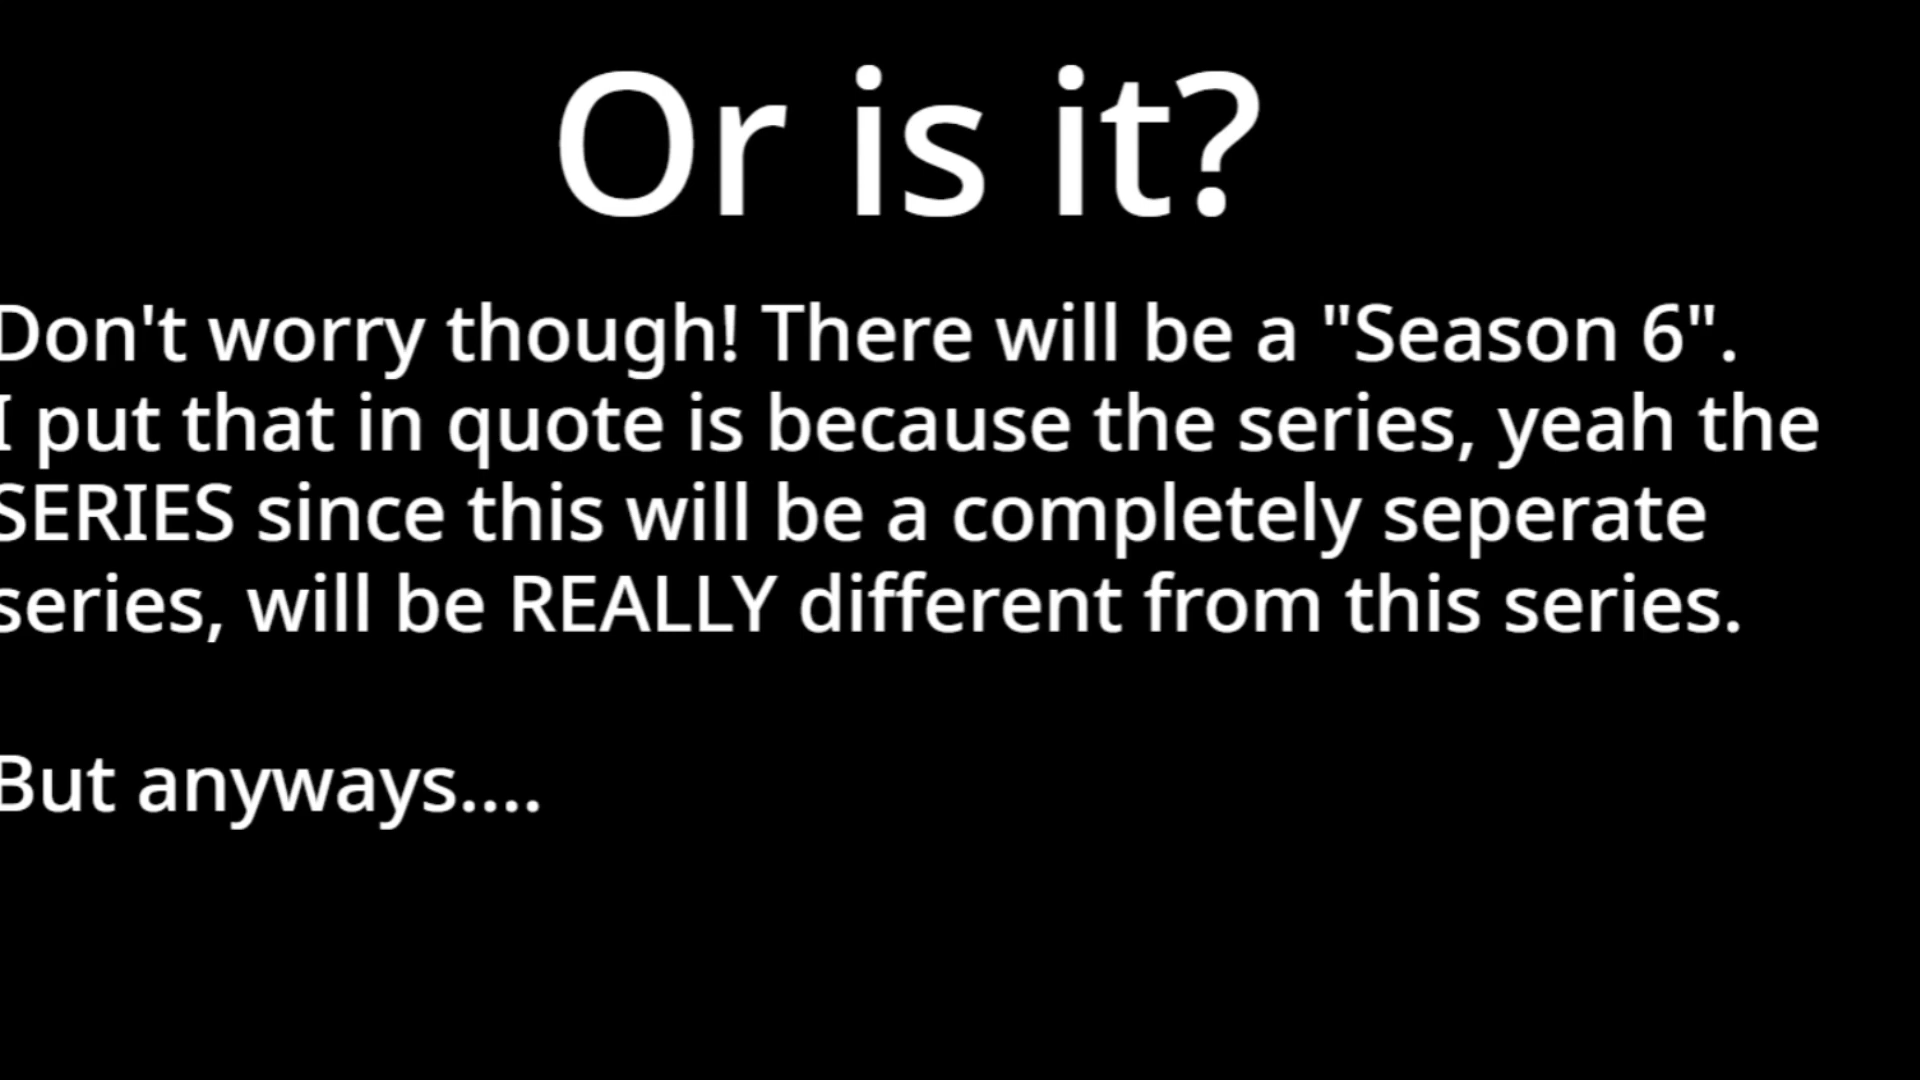 Or is it?
Don't worry though! There will be a "Season 6".
I put that in quote is because the series, yeah the
SERIES since this will be a completely seperate
series, will be REALLY different from this series.
But anyways....